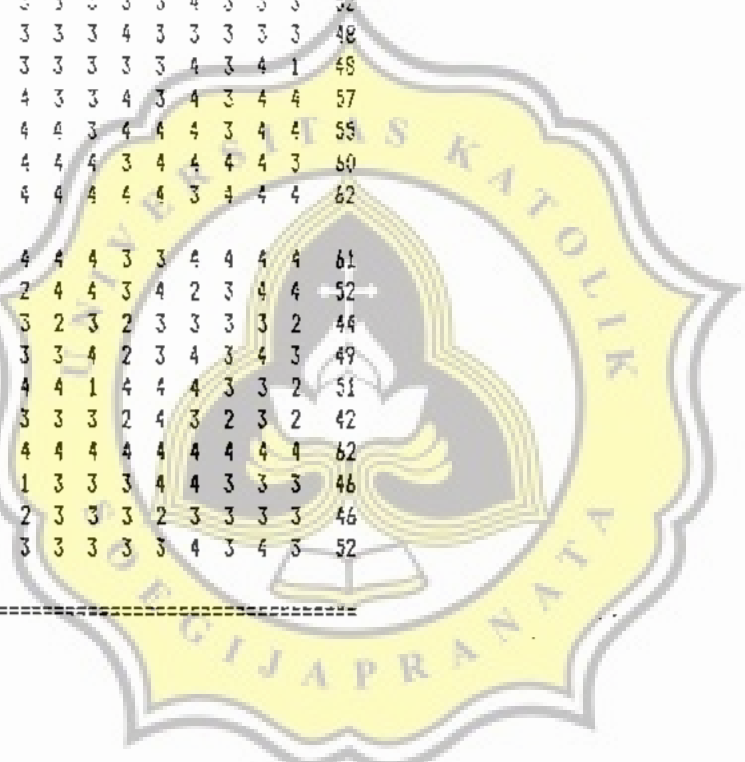 3 3 3 4 3 3 3 3 3 48
3 3 3 3 3 4 3 4 1 48
4 3 3 4 3 4 3 4 4 57
4 4 3 4 4 4 3 4 4 55
4 4 4 3 4 4 4 4 3 60
4 4 4 4 4 3 4 4 4 62
4 4 4 3 3 4 4 4 4 61
2 4 4 3 4 2 3 4 4 52
3 2 3 2 3 3 3 3 2 44
3 3 4 2 3 4 3 4 3 49
4 4 1 4 4 4 3 3 2 51
3 3 3 2 4 3 2 3 2 42
4 4 4 4 4 4 4 4 4 62
1 3 3 3 4 4 3 3 3 46
2 3 3 3 2 3 3 3 3 46
3 3 3 3 3 4 3 4 3 52
UNIVERSITAS KATOLIK
SOEGIJAPRANATA